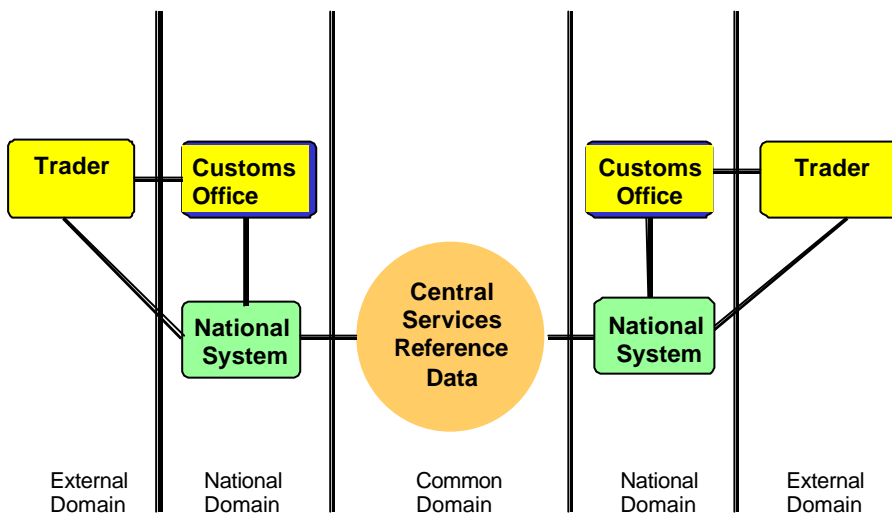 Trader
Customs
Office
Customs
Office
Trader
National
System
Central
Services
Reference
Data
National
System
External
Domain
National
Domain
Common
Domain
National
Domain
External
Domain